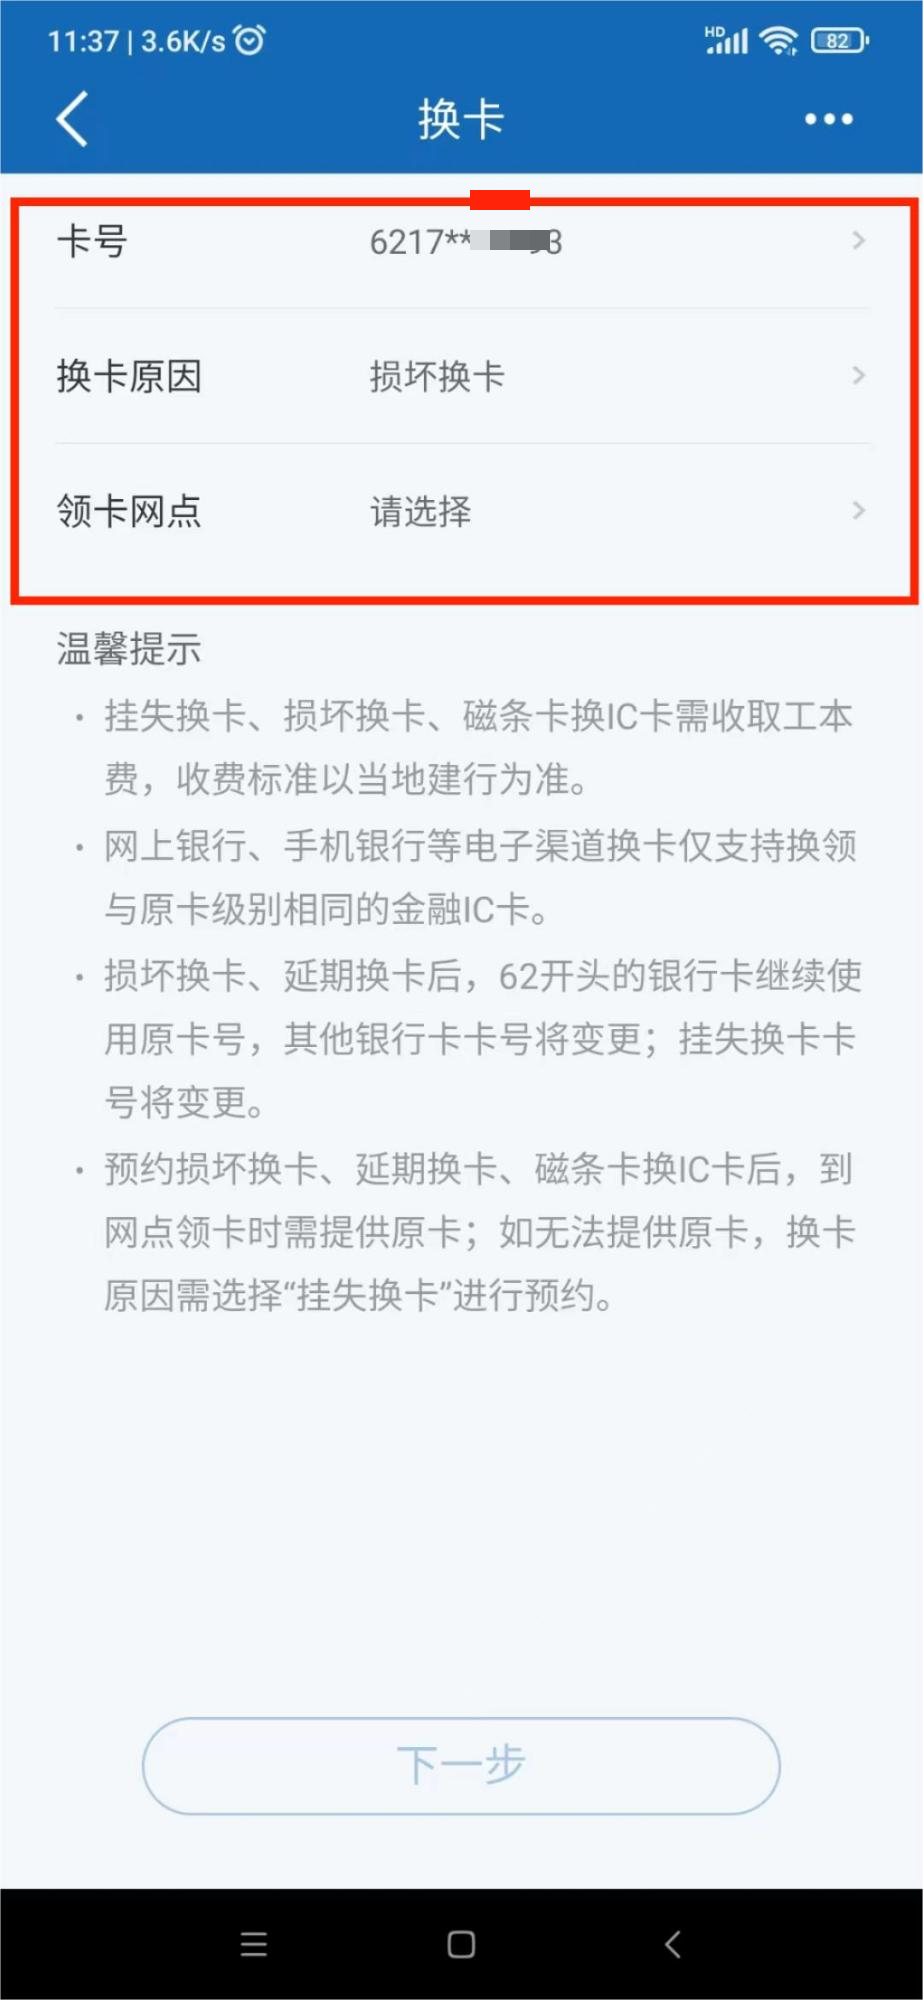 11:37 | 3.6K/s
HD
82
换卡
卡号 6217**3
换卡原因 损坏换卡
领卡网点 请选择
温馨提示
· 挂失换卡、损坏换卡、磁条卡换IC卡需收取工本
费，收费标准以当地建行为准。
· 网上银行、手机银行等电子渠道换卡仅支持换领
与原卡级别相同的金融IC卡。
· 损坏换卡、延期换卡后，62开头的银行卡继续使
用原卡号，其他银行卡卡号将变更；挂失换卡卡
号将变更。
· 预约损坏换卡、延期换卡、磁条卡换IC卡后，到
网点领卡时需提供原卡；如无法提供原卡，换卡
原因需选择“挂失换卡”进行预约。
下一步